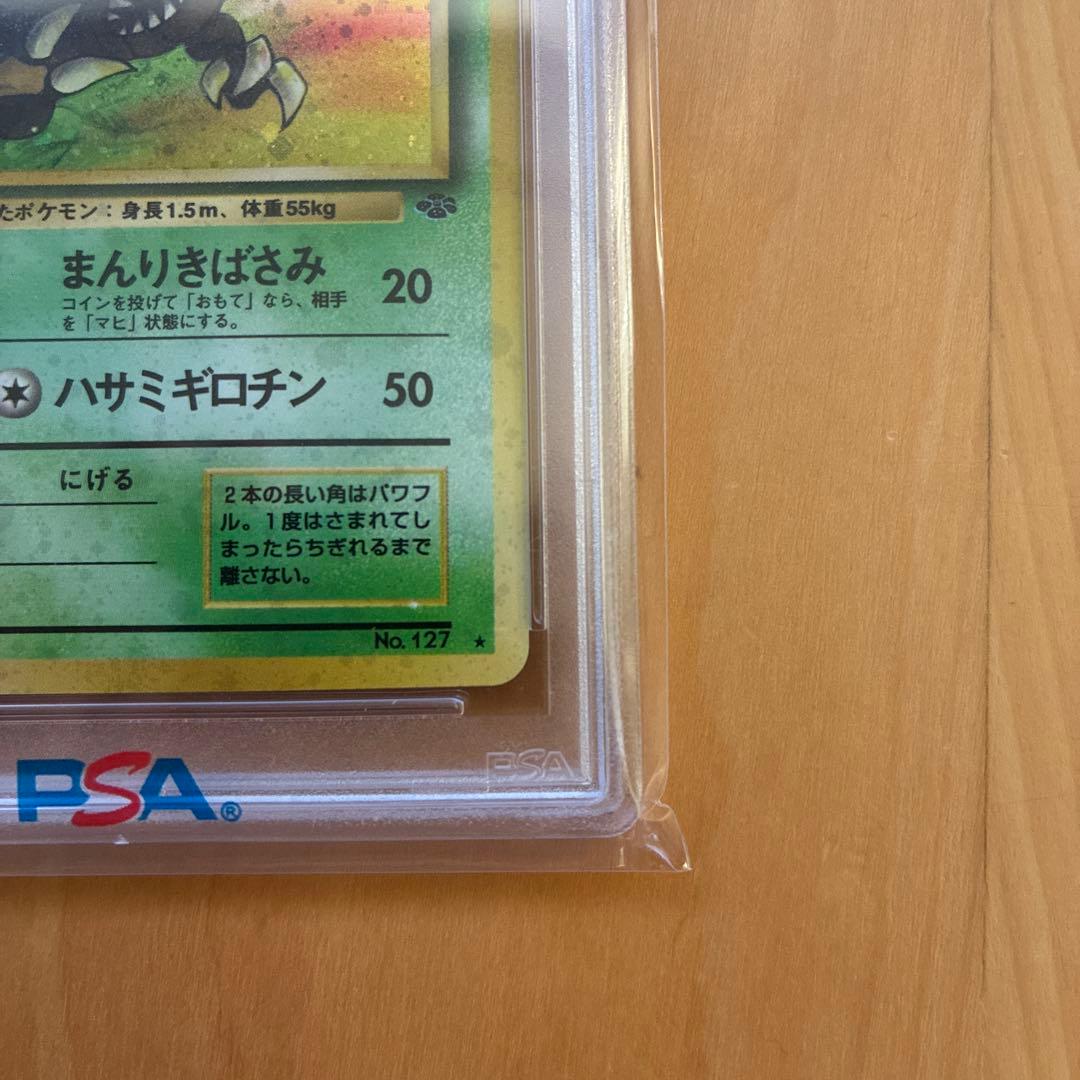 たポケモン：身長1.5m、体重55kg
まんりきばさみ 20
コインを投げて「おもて」なら、相手
を「マヒ」状態にする。
ハサミギロチン 50
にげる
2本の長い角はパワフ
ル。1度はさまれてし
まったらちぎれるまで
離さない。
No. 127 ★
PSA®
PSA